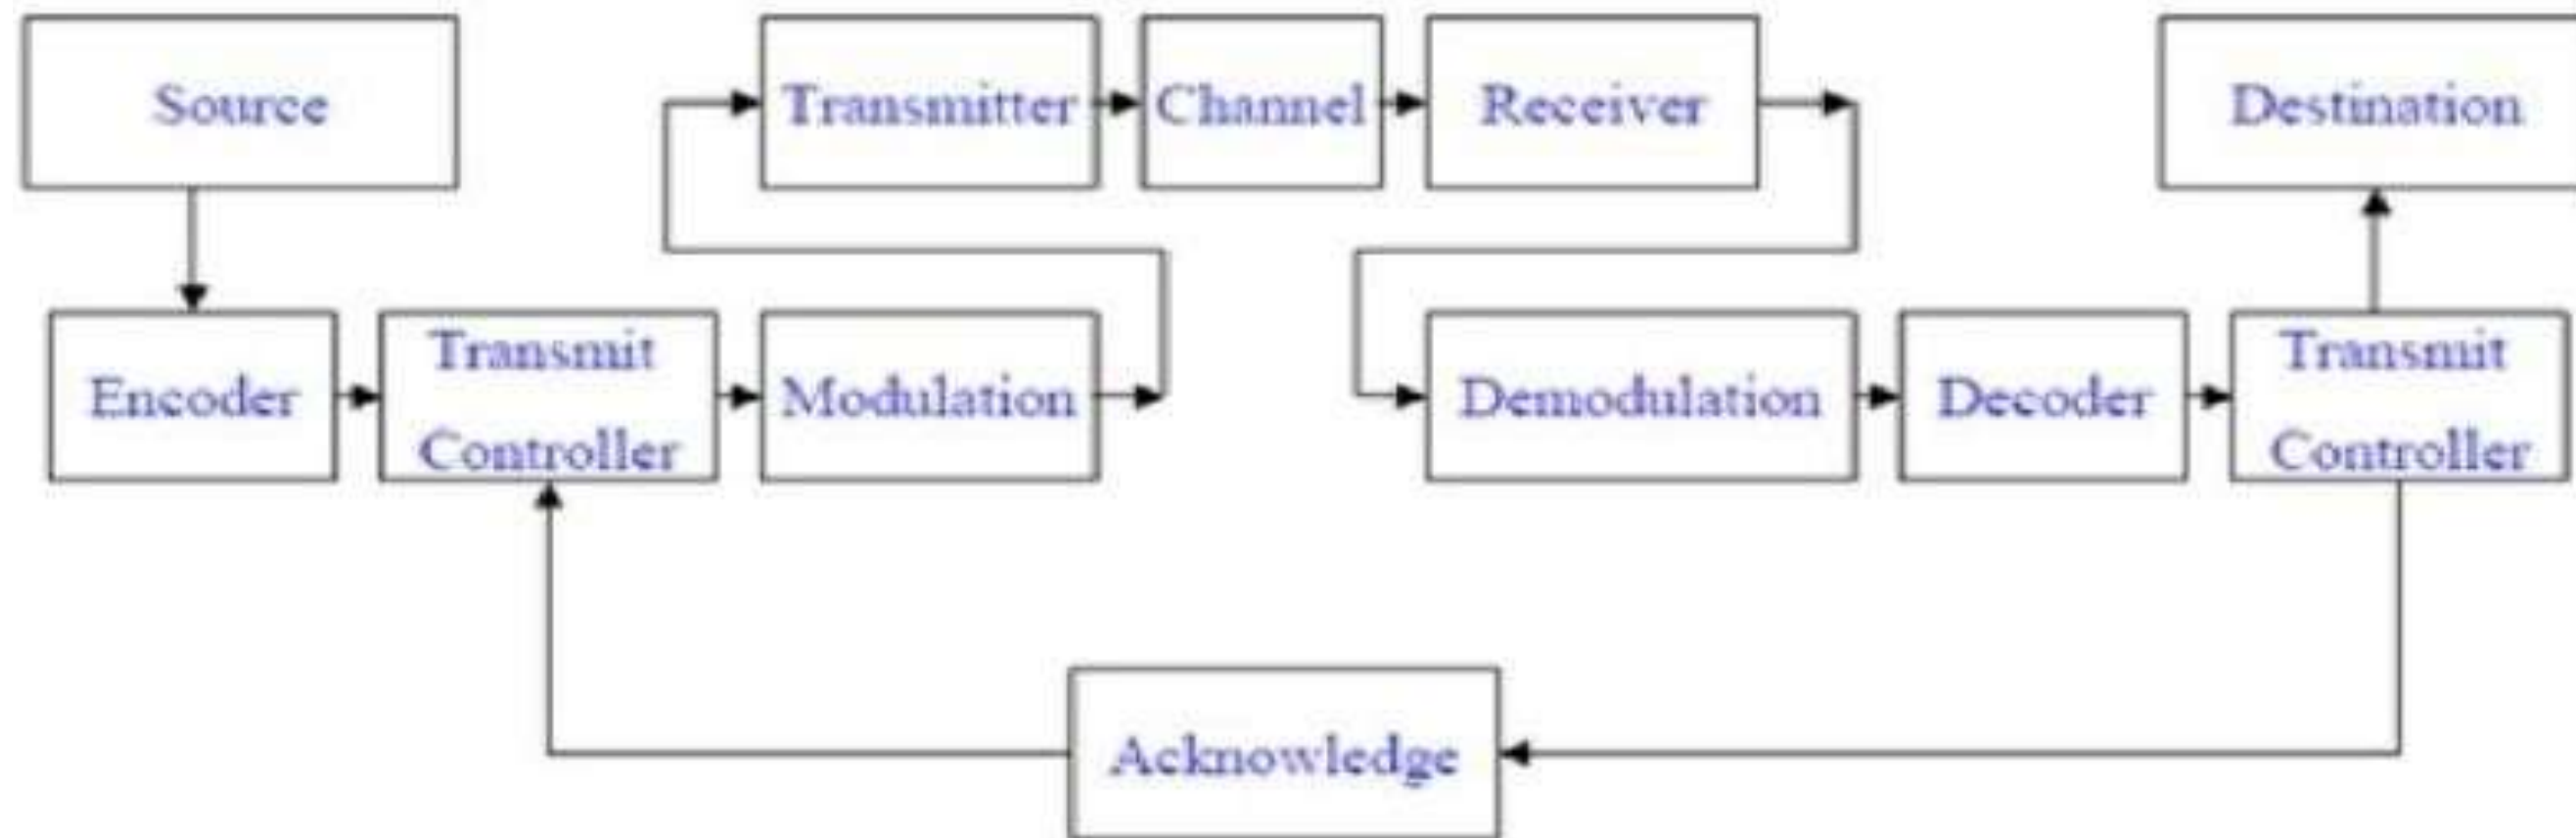 Source
Transmitter
Channel
Receiver
Destination
Encoder
Transmit
Controller
Modulation
Demodulation
Decoder
Transmit
Controller
Acknowledge